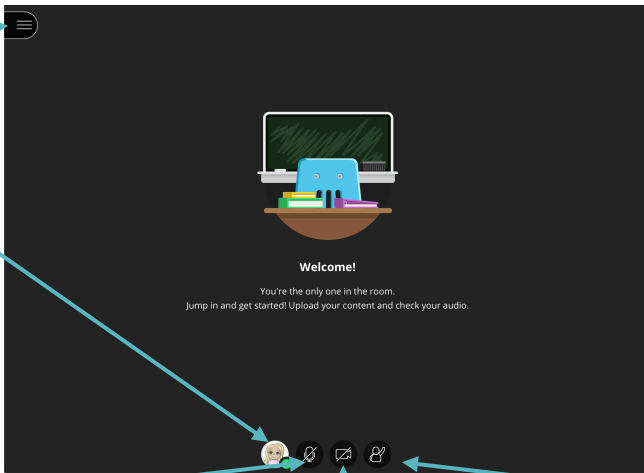 Welcome!
You're the only one in the room.
Jump in and get started! Upload your content and check your audio.